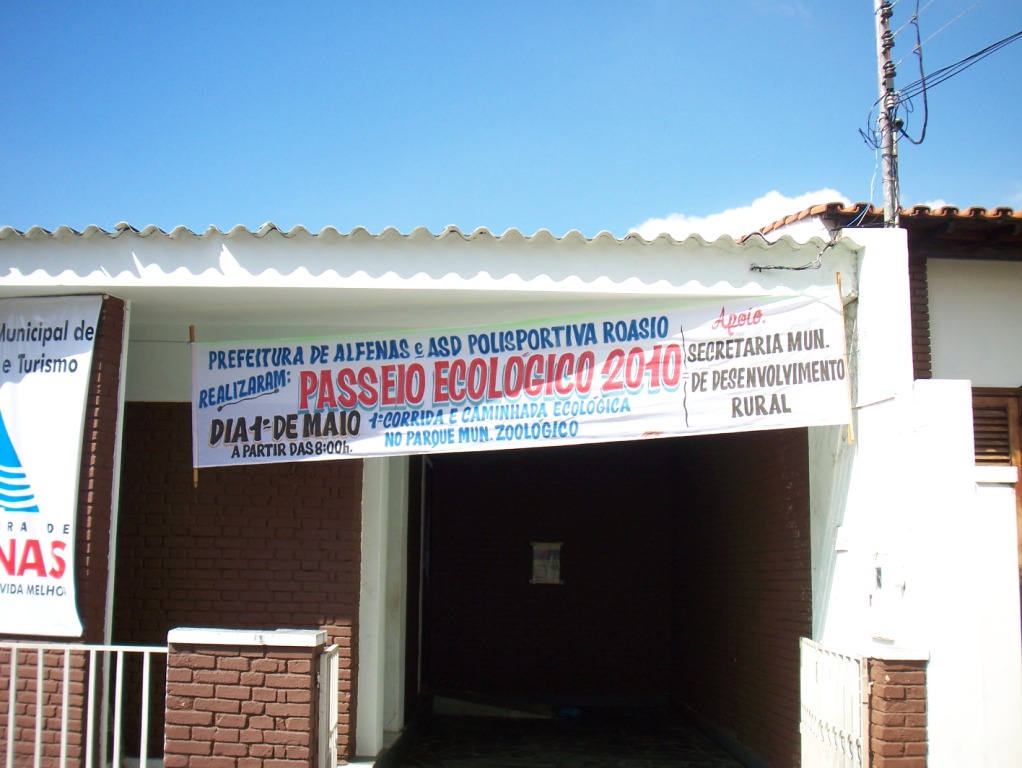 Municipal de
e Turismo
RA DE
NAS
VIDA MELHO
PREFEITURA DE ALFENAS e ASD POLISPORTIVA ROASIO
REALIZARAM:
PASSEIO ECOLÓGICO 2010
DIA 1º DE MAIO
A PARTIR DAS 8:00h.
1ª CORRIDA E CAMINHADA ECOLÓGICA
NO PARQUE MUN. ZOOLÓGICO
Apoio:
SECRETARIA MUN.
DE DESENVOLVIMENTO
RURAL